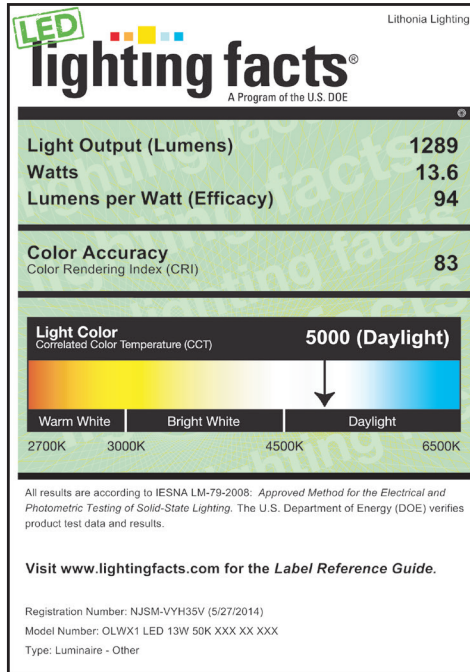 Lithonia Lighting
LED
lighting facts®
A Program of the U.S. DOE
Light Output (Lumens) 1289
Watts 13.6
Lumens per Watt (Efficacy) 94
Color Accuracy
Color Rendering Index (CRI) 83
Light Color
Correlated Color Temperature (CCT) 5000 (Daylight)
Warm White Bright White Daylight
2700K 3000K 4500K 6500K
All results are according to IESNA LM-79-2008: Approved Method for the Electrical and
Photometric Testing of Solid-State Lighting. The U.S. Department of Energy (DOE) verifies
product test data and results.
Visit www.lightingfacts.com for the Label Reference Guide.
Registration Number: NJSM-VYH35V (5/27/2014)
Model Number: OLWX1 LED 13W 50K XXX XX XXX
Type: Luminaire - Other